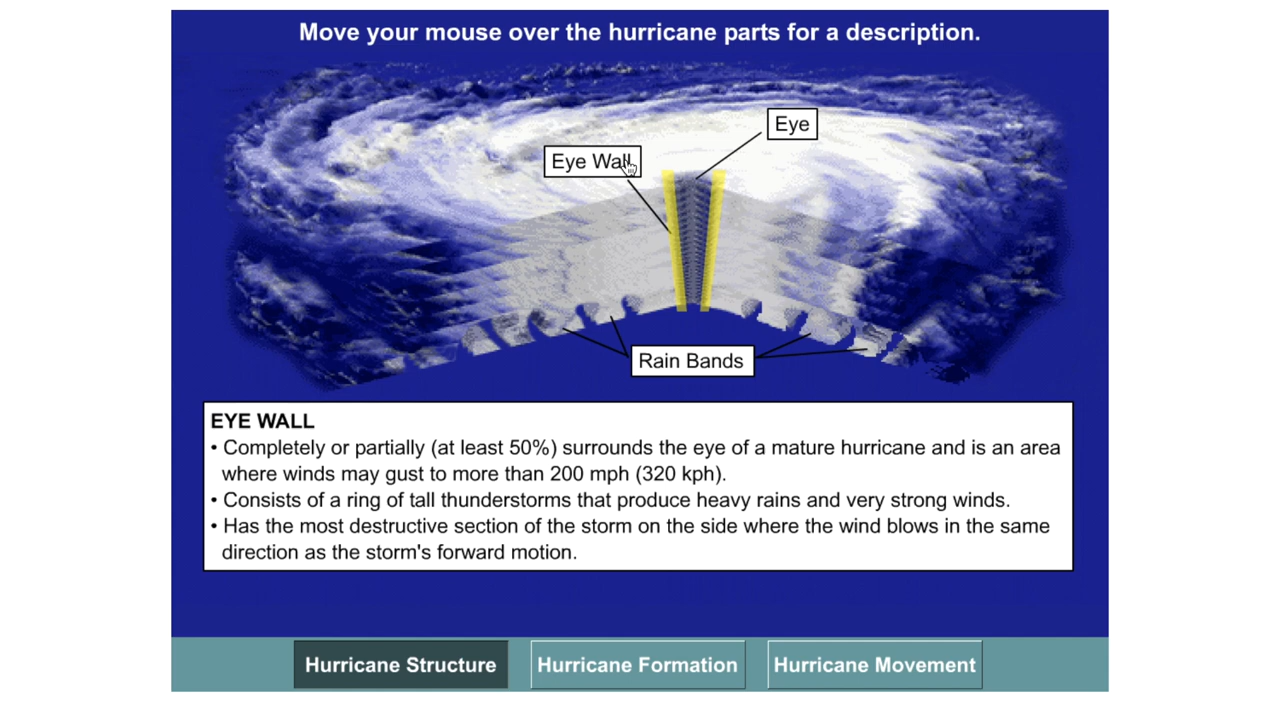 Move your mouse over the hurricane parts for a description.
Eye
Eye Wall
Rain Bands
EYE WALL
• Completely or partially (at least 50%) surrounds the eye of a mature hurricane and is an area
where winds may gust to more than 200 mph (320 kph).
• Consists of a ring of tall thunderstorms that produce heavy rains and very strong winds.
• Has the most destructive section of the storm on the side where the wind blows in the same
direction as the storm's forward motion.
Hurricane Structure
Hurricane Formation
Hurricane Movement